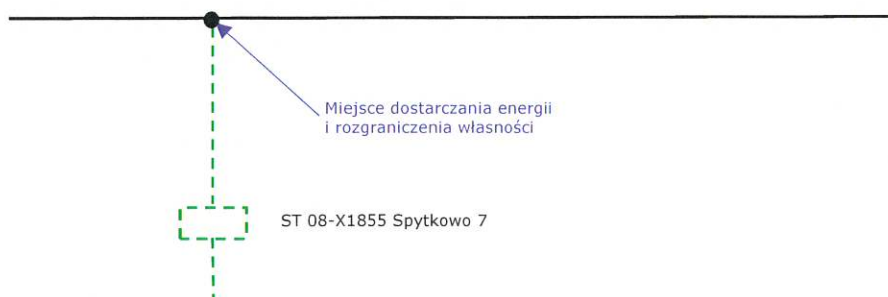 Miejsce dostarczania energii
i rozgraniczenia własności
ST 08-X1855 Spytkowo 7